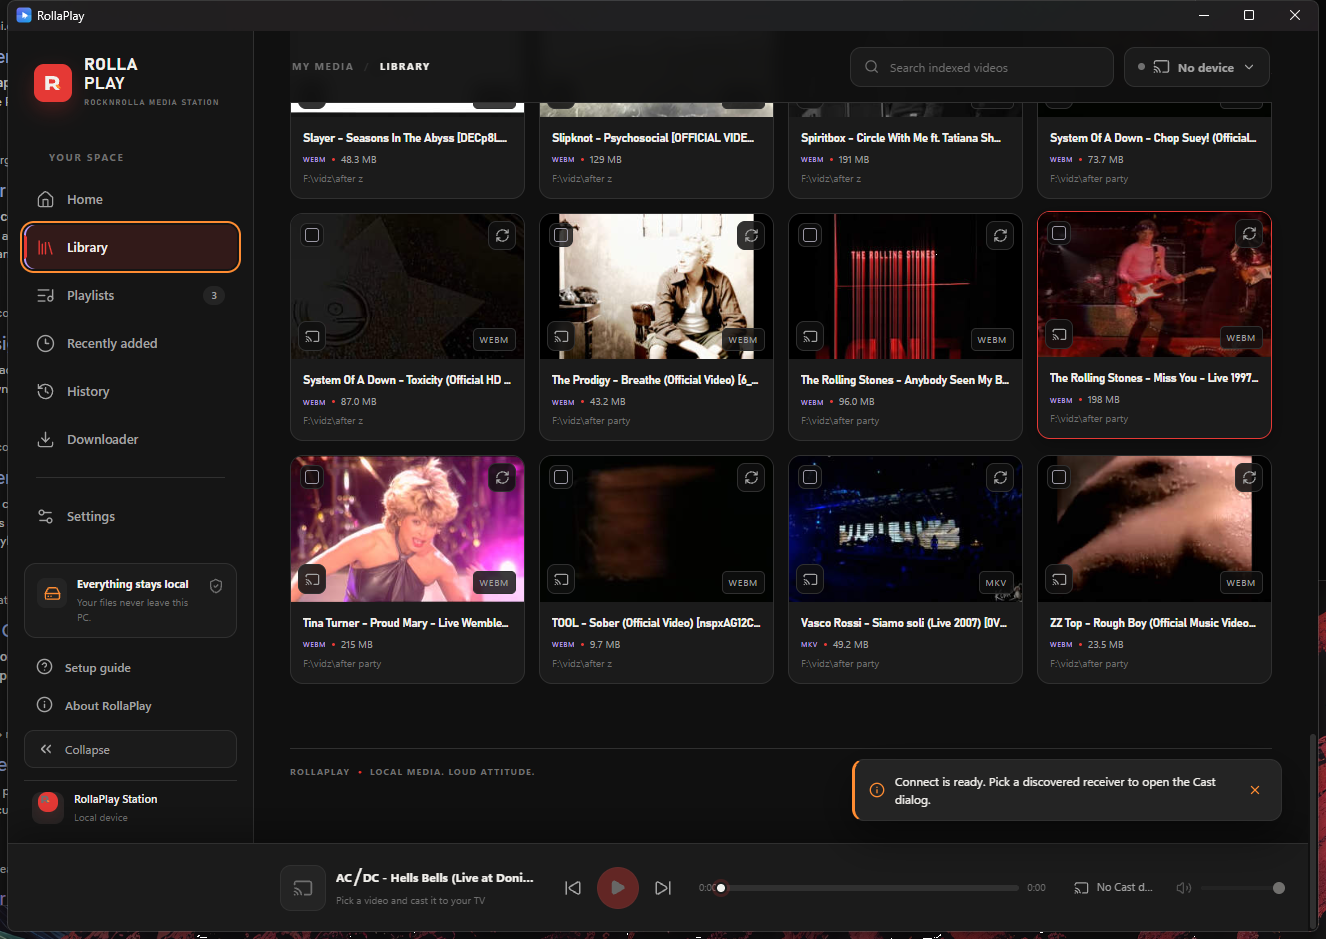 RollaPlay
ROLLA
PLAY
ROCKNROLLA MEDIA STATION
YOUR SPACE
Home
Library
Playlists
3
Recently added
History
Downloader
Settings
Everything stays local
Your files never leave this
PC.
Setup guide
About RollaPlay
Collapse
RollaPlay Station
Local device
MY MEDIA / LIBRARY
Search indexed videos
No device
Slayer - Seasons In The Abyss [DECp8L...
WEBM • 48.3 MB
F:\vidz\after z
Slipknot - Psychosocial [OFFICIAL VIDE...
WEBM • 129 MB
F:\vidz\after z
Spiritbox - Circle With Me ft. Tatiana Sh...
WEBM • 191 MB
F:\vidz\after z
System Of A Down - Chop Suey! (Official...
WEBM • 73.7 MB
F:\vidz\after party
WEBM
System Of A Down - Toxicity (Official HD ...
WEBM • 87.0 MB
F:\vidz\after z
WEBM
The Prodigy - Breathe (Official Video) [6_...
WEBM • 43.2 MB
F:\vidz\after party
THE ROLLING STONES
WEBM
The Rolling Stones - Anybody Seen My B...
WEBM • 96.0 MB
F:\vidz\after party
WEBM
The Rolling Stones - Miss You - Live 1997...
WEBM • 198 MB
F:\vidz\after party
WEBM
Tina Turner - Proud Mary - Live Wemble...
WEBM • 215 MB
F:\vidz\after party
WEBM
TOOL - Sober (Official Video) [nspxAG12C...
WEBM • 9.7 MB
F:\vidz\after z
MKV
Vasco Rossi - Siamo soli (Live 2007) [0V...
MKV • 49.2 MB
F:\vidz\after party
WEBM
ZZ Top - Rough Boy (Official Music Video...
WEBM • 23.5 MB
F:\vidz\after party
ROLLAPLAY • LOCAL MEDIA. LOUD ATTITUDE.
Connect is ready. Pick a discovered receiver to open the Cast
dialog.
AC/DC - Hells Bells (Live at Doni...
Pick a video and cast it to your TV
0:00
0:00
No Cast d...